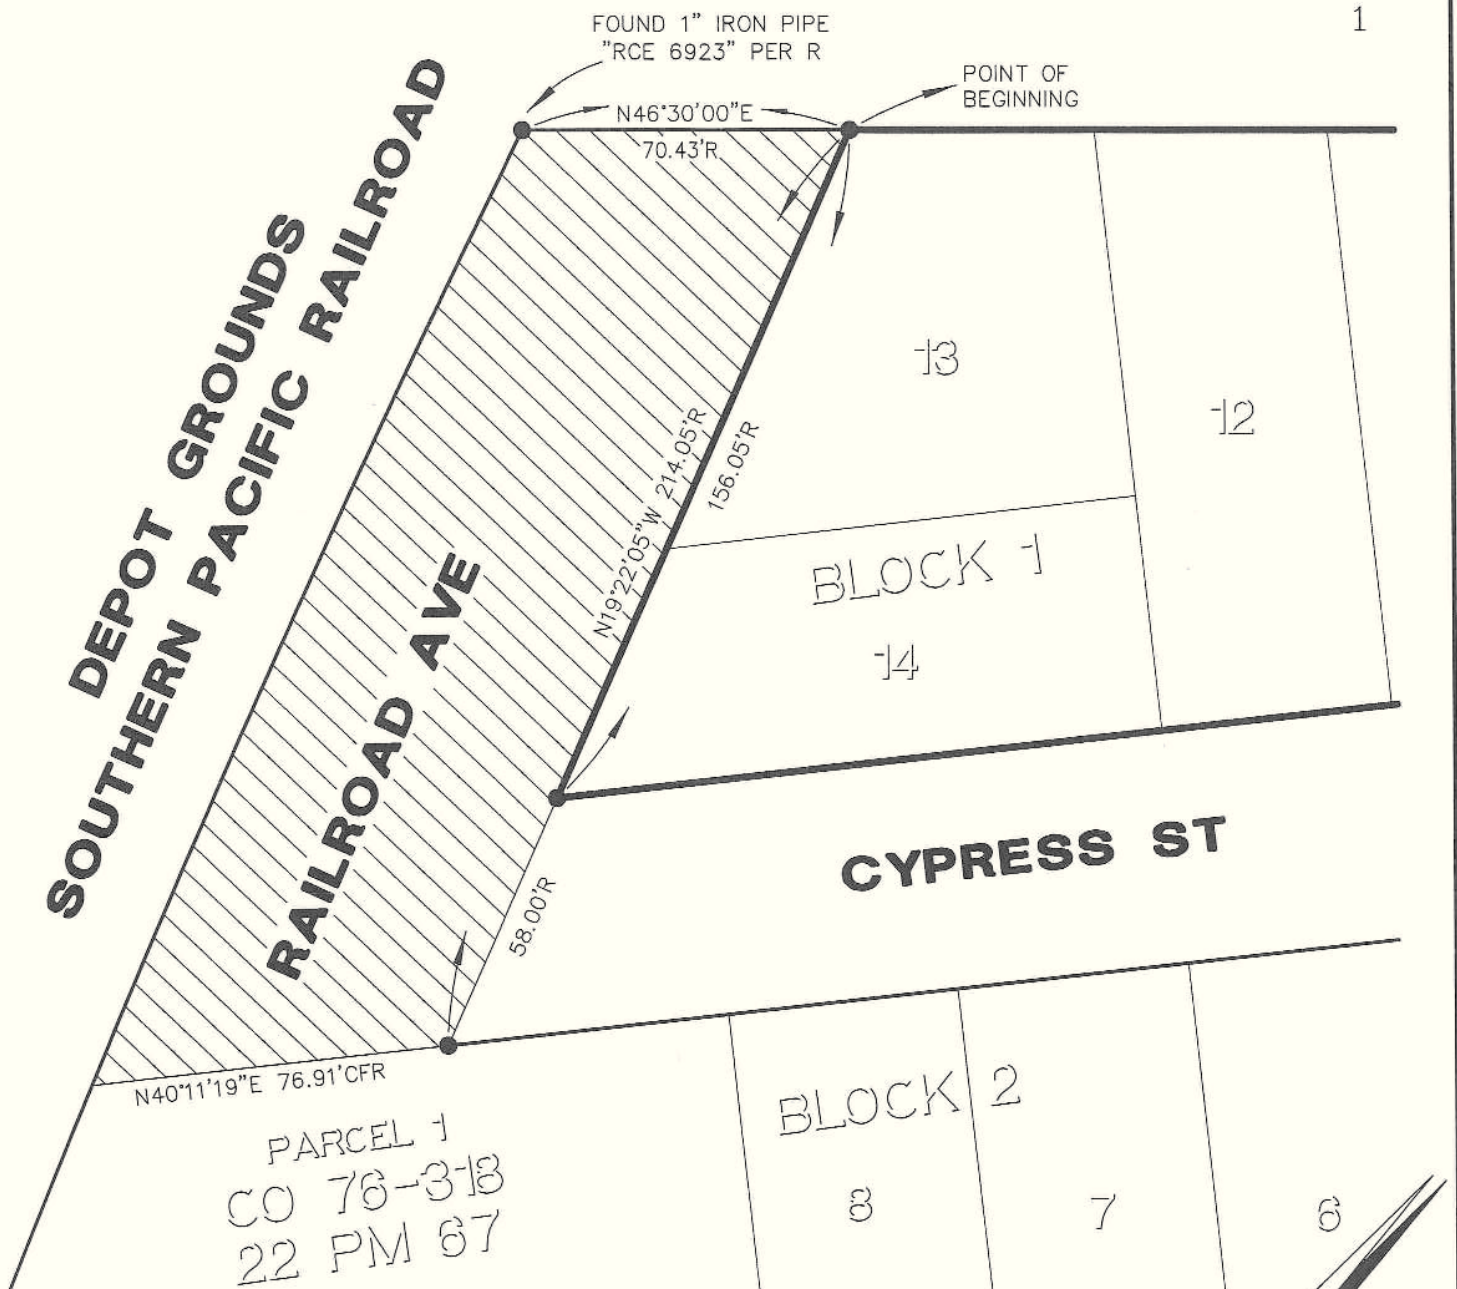 1
FOUND 1" IRON PIPE
"RCE 6923" PER R
POINT OF
BEGINNING
N46°30'00"E
70.43'R
DEPOT GROUNDS
SOUTHERN PACIFIC RAILROAD
13
12
N19°22'05"W 214.05'R
156.05'R
BLOCK 1
RAILROAD AVE
14
CYPRESS ST
58.00'R
N40°11'19"E 76.91'CFR
PARCEL 1
CO 76-318
22 PM 67
BLOCK 2
8
7
6